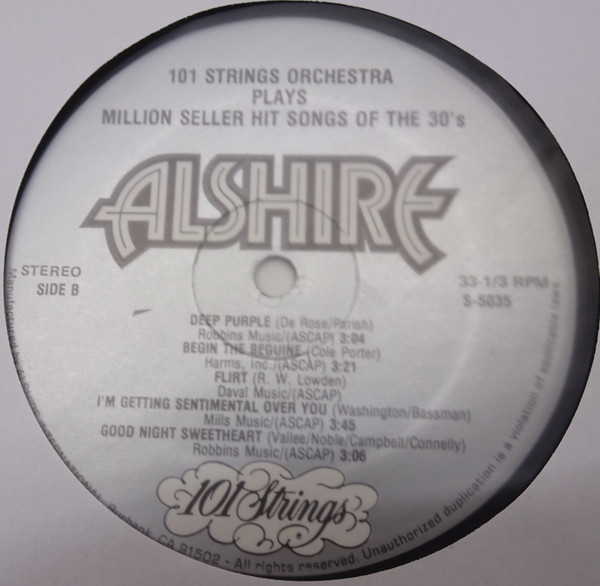 101 STRINGS ORCHESTRA
PLAYS
MILLION SELLER HIT SONGS OF THE 30's
ALSHIRE
STEREO
SIDE B
33-1/3 RPM
S-5035
DEEP PURPLE (De Rose/Parish)
Robbins Music/(ASCAP) 3:04
BEGIN THE BEGUINE (Cole Porter)
Harms, Inc./(ASCAP) 3:21
FLIRT (R. W. Lowden)
Daval Music/(ASCAP)
I'M GETTING SENTIMENTAL OVER YOU (Washington/Bassman)
Mills Music/(ASCAP) 3:45
GOOD NIGHT SWEETHEART (Vallee/Noble/Campbell/Connelly)
Robbins Music/(ASCAP) 3:06
101 Strings
Manufactured by Burbank, CA 91502 - All rights reserved. Unauthorized duplication is a violation of applicable laws.